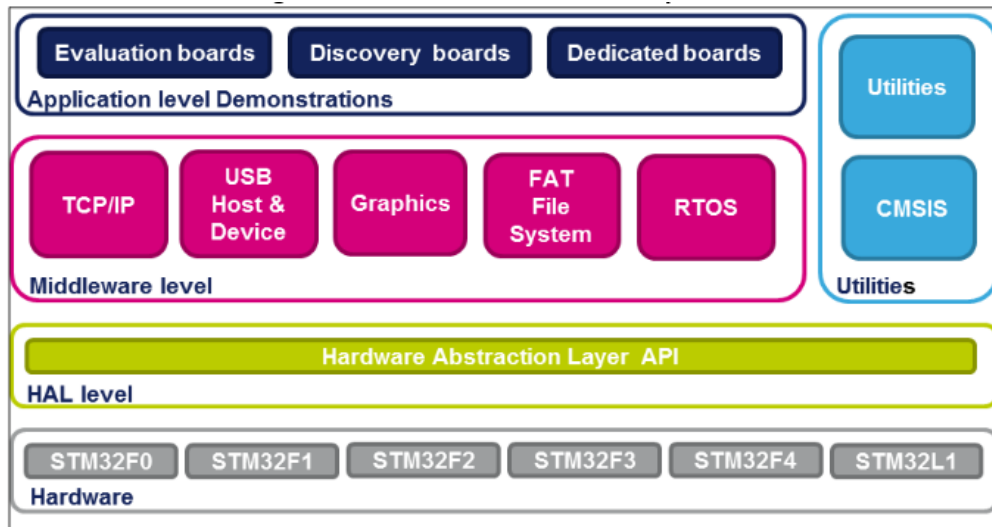 Evaluation boards
Discovery boards
Dedicated boards
Application level Demonstrations
Utilities
CMSIS
Utilities
TCP/IP
USB
Host &
Device
Graphics
FAT
File
System
RTOS
Middleware level
Hardware Abstraction Layer API
HAL level
STM32F0
STM32F1
STM32F2
STM32F3
STM32F4
STM32L1
Hardware